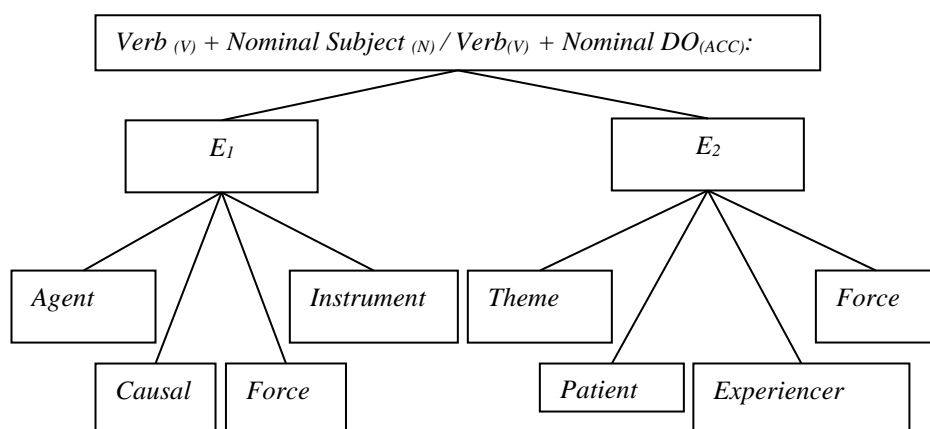 Verb (V) + Nominal Subject (N) / Verb(V) + Nominal DO(ACC):
E1 E2
Agent Instrument Theme Force
Causal Force Patient Experiencer